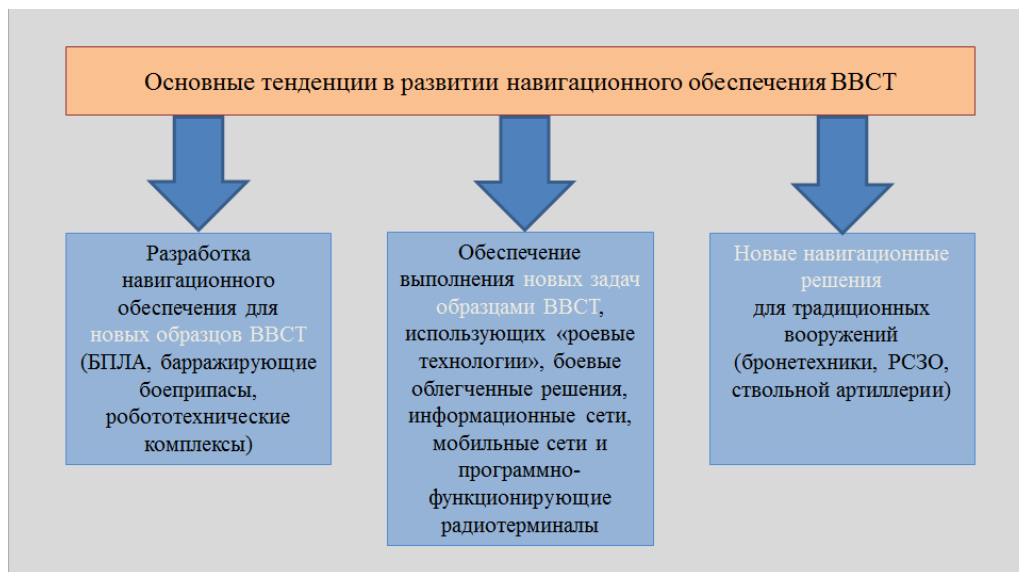 Основные тенденции в развитии навигационного обеспечения ВВСТ
Разработка
навигационного
обеспечения для
новых образцов ВВСТ
(БПЛА, барражирующие
боеприпасы,
робототехнические
комплексы)
Обеспечение
выполнения новых задач
образцами ВВСТ,
использующих «роевые
технологии», боевые
облегченные решения,
информационные сети,
мобильные сети и
программно-
функционирующие
радиотерминалы
Новые навигационные
решения
для традиционных
вооружений
(бронетехники, РСЗО,
ствольной артиллерии)